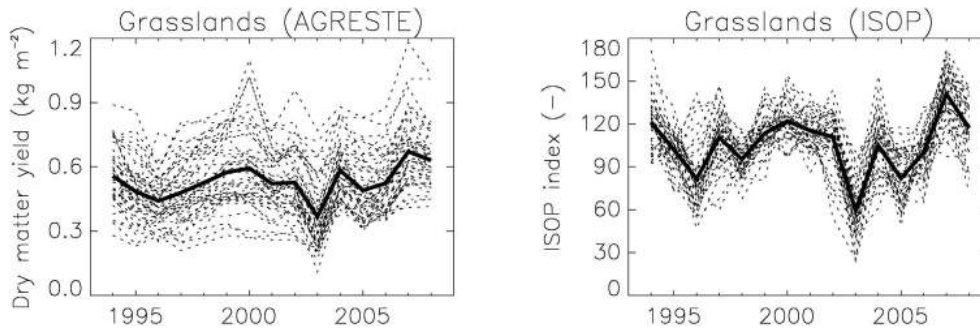 Grasslands (AGRESTE)
Dry matter yield (kg m⁻²)
1.2
0.9
0.6
0.3
0.0
1995 2000 2005
Grasslands (ISOP)
ISOP index (−)
180
150
120
90
60
30
0
1995 2000 2005